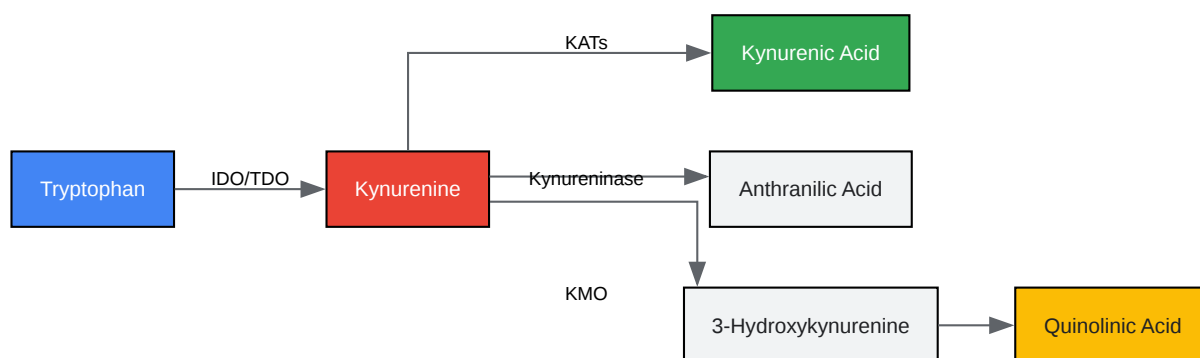 KATs
Kynurenic Acid
Tryptophan
IDO/TDO
Kynurenine
Kynureninase
Anthranilic Acid
KMO
3-Hydroxykynurenine
Quinolinic Acid